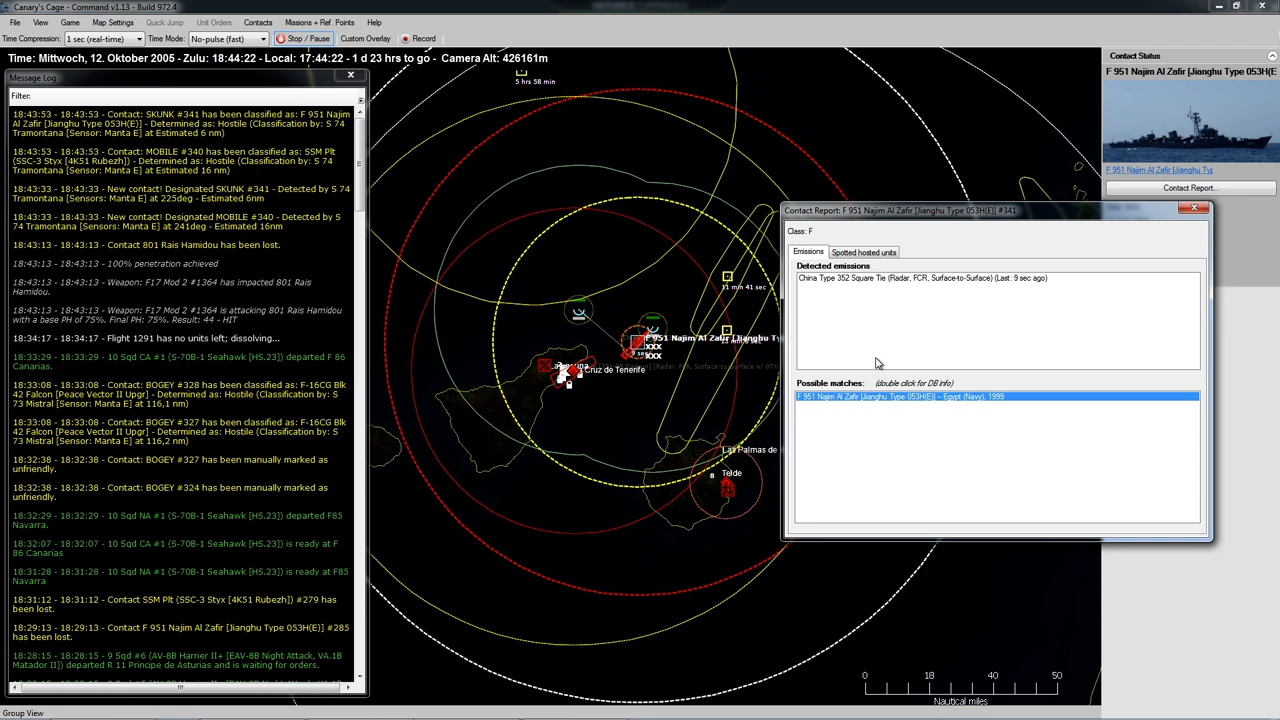 Canary's Cage - Command v1.13 - Build 972.4
File View Game Map Settings Quick Jump Unit Orders Contacts Missions + Ref. Points Help
Time Compression: 1 sec (real-time) Time Mode: No-pulse (fast) Stop / Pause Custom Overlay Record
Time: Mittwoch, 12. Oktober 2005 - Zulu: 18:44:22 - Local: 17:44:22 - 1 d 23 hrs to go - Camera Alt: 426161m
Message Log
Filter:
18:43:53 - 18:43:53 - Contact: SKUNK #341 has been classified as: F 951 Najim
Al Zafir [Jianghu Type 053H(E)] - Determined as: Hostile (Classification by: S 74
Tramontana [Sensor: Manta E] at Estimated 6 nm)
18:43:53 - 18:43:53 - Contact: MOBILE #340 has been classified as: SSM Plt
(SSC-3 Styx [4K51 Rubezh]) - Determined as: Hostile (Classification by: S 74
Tramontana [Sensor: Manta E] at Estimated 16 nm)
18:43:33 - 18:43:33 - New contact! Designated SKUNK #341 - Detected by S 74
Tramontana [Sensor: Manta E] at 225deg - Estimated 6nm
18:43:33 - 18:43:33 - New contact! Designated MOBILE #340 - Detected by S
74 Tramontana [Sensor: Manta E] at 241deg - Estimated 16nm
18:43:13 - 18:43:13 - Contact 801 Rais Hamidou has been lost.
18:43:13 - 18:43:13 - 100% penetration achieved
18:43:13 - 18:43:13 - Weapon: F17 Mod 2 #1364 has impacted 801 Rais
Hamidou.
18:43:13 - 18:43:13 - Weapon: F17 Mod 2 #1364 is attacking 801 Rais Hamidou
with a base PH of 75%. Final PH: 75%. Result: 44 - HIT
18:34:17 - 18:34:17 - Flight 1291 has no units left; dissolving...
18:33:29 - 18:33:29 - 10 Sqd CA #1 (S-70B-1 Seahawk [HS.23]) departed F 86
Canarias.
18:33:08 - 18:33:08 - Contact: BOGEY #328 has been classified as: F-16CG Blk
42 Falcon [Peace Vector II Upgr] - Determined as: Hostile (Classification by: S
73 Mistral [Sensor: Manta E] at 116,1 nm)
18:33:08 - 18:33:08 - Contact: BOGEY #327 has been classified as: F-16CG Blk
42 Falcon [Peace Vector II Upgr] - Determined as: Hostile (Classification by: S
73 Mistral [Sensor: Manta E] at 116,2 nm)
18:32:38 - 18:32:38 - Contact: BOGEY #327 has been manually marked as
unfriendly.
18:32:38 - 18:32:38 - Contact: BOGEY #324 has been manually marked as
unfriendly.
18:32:29 - 18:32:29 - 10 Sqd NA #1 (S-70B-1 Seahawk [HS.23]) departed F85
Navarra.
18:32:07 - 18:32:07 - 10 Sqd CA #1 (S-70B-1 Seahawk [HS.23]) is ready at F
86 Canarias
18:31:28 - 18:31:28 - 10 Sqd NA #1 (S-70B-1 Seahawk [HS.23]) is ready at F85
Navarra
18:31:12 - 18:31:12 - Contact SSM Plt (SSC-3 Styx [4K51 Rubezh]) #279 has
been lost.
18:29:13 - 18:29:13 - Contact F 951 Najim Al Zafir [Jianghu Type 053H(E)] #285
has been lost.
18:28:15 - 18:28:15 - 9 Sqd #6 (AV-8B Harrier II+ [EAV-8B Night Attack, VA.1B
Matador II]) departed R 11 Principe de Asturias and is waiting for orders.
Group View
5 hrs 58 min
11 min 41 sec
F 951 Najim Al Zafir [Jianghu Ty
XXX
9 sec
XXX
Cruz de Tenerife
Las Palmas de
8
Telde
0 18 30 50
Nautical miles
Contact Status
F 951 Najim Al Zafir [Jianghu Type 053H(E
F 951 Najim Al Zafir [Jianghu Ty
Contact Report...
Contact Report: F 951 Najim Al Zafir [Jianghu Type 053H(E)] #341
Class: F
Emissions Spotted hosted units
Detected emissions
China Type 352 Square Tie (Radar, FCR, Surface-to-Surface) (Last: 9 sec ago)
Possible matches: (double click for DB info)
F 951 Najim Al Zafir [Jianghu Type 053H(E)] -- Egypt (Navy), 1999